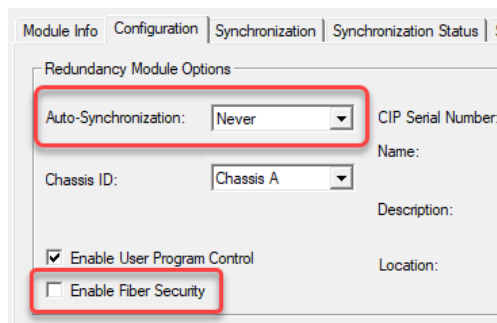 Module Info Configuration Synchronization Synchronization Status
Redundancy Module Options
Auto-Synchronization: Never CIP Serial Number:
Name:
Chassis ID: Chassis A
Description:
Enable User Program Control
Location:
Enable Fiber Security